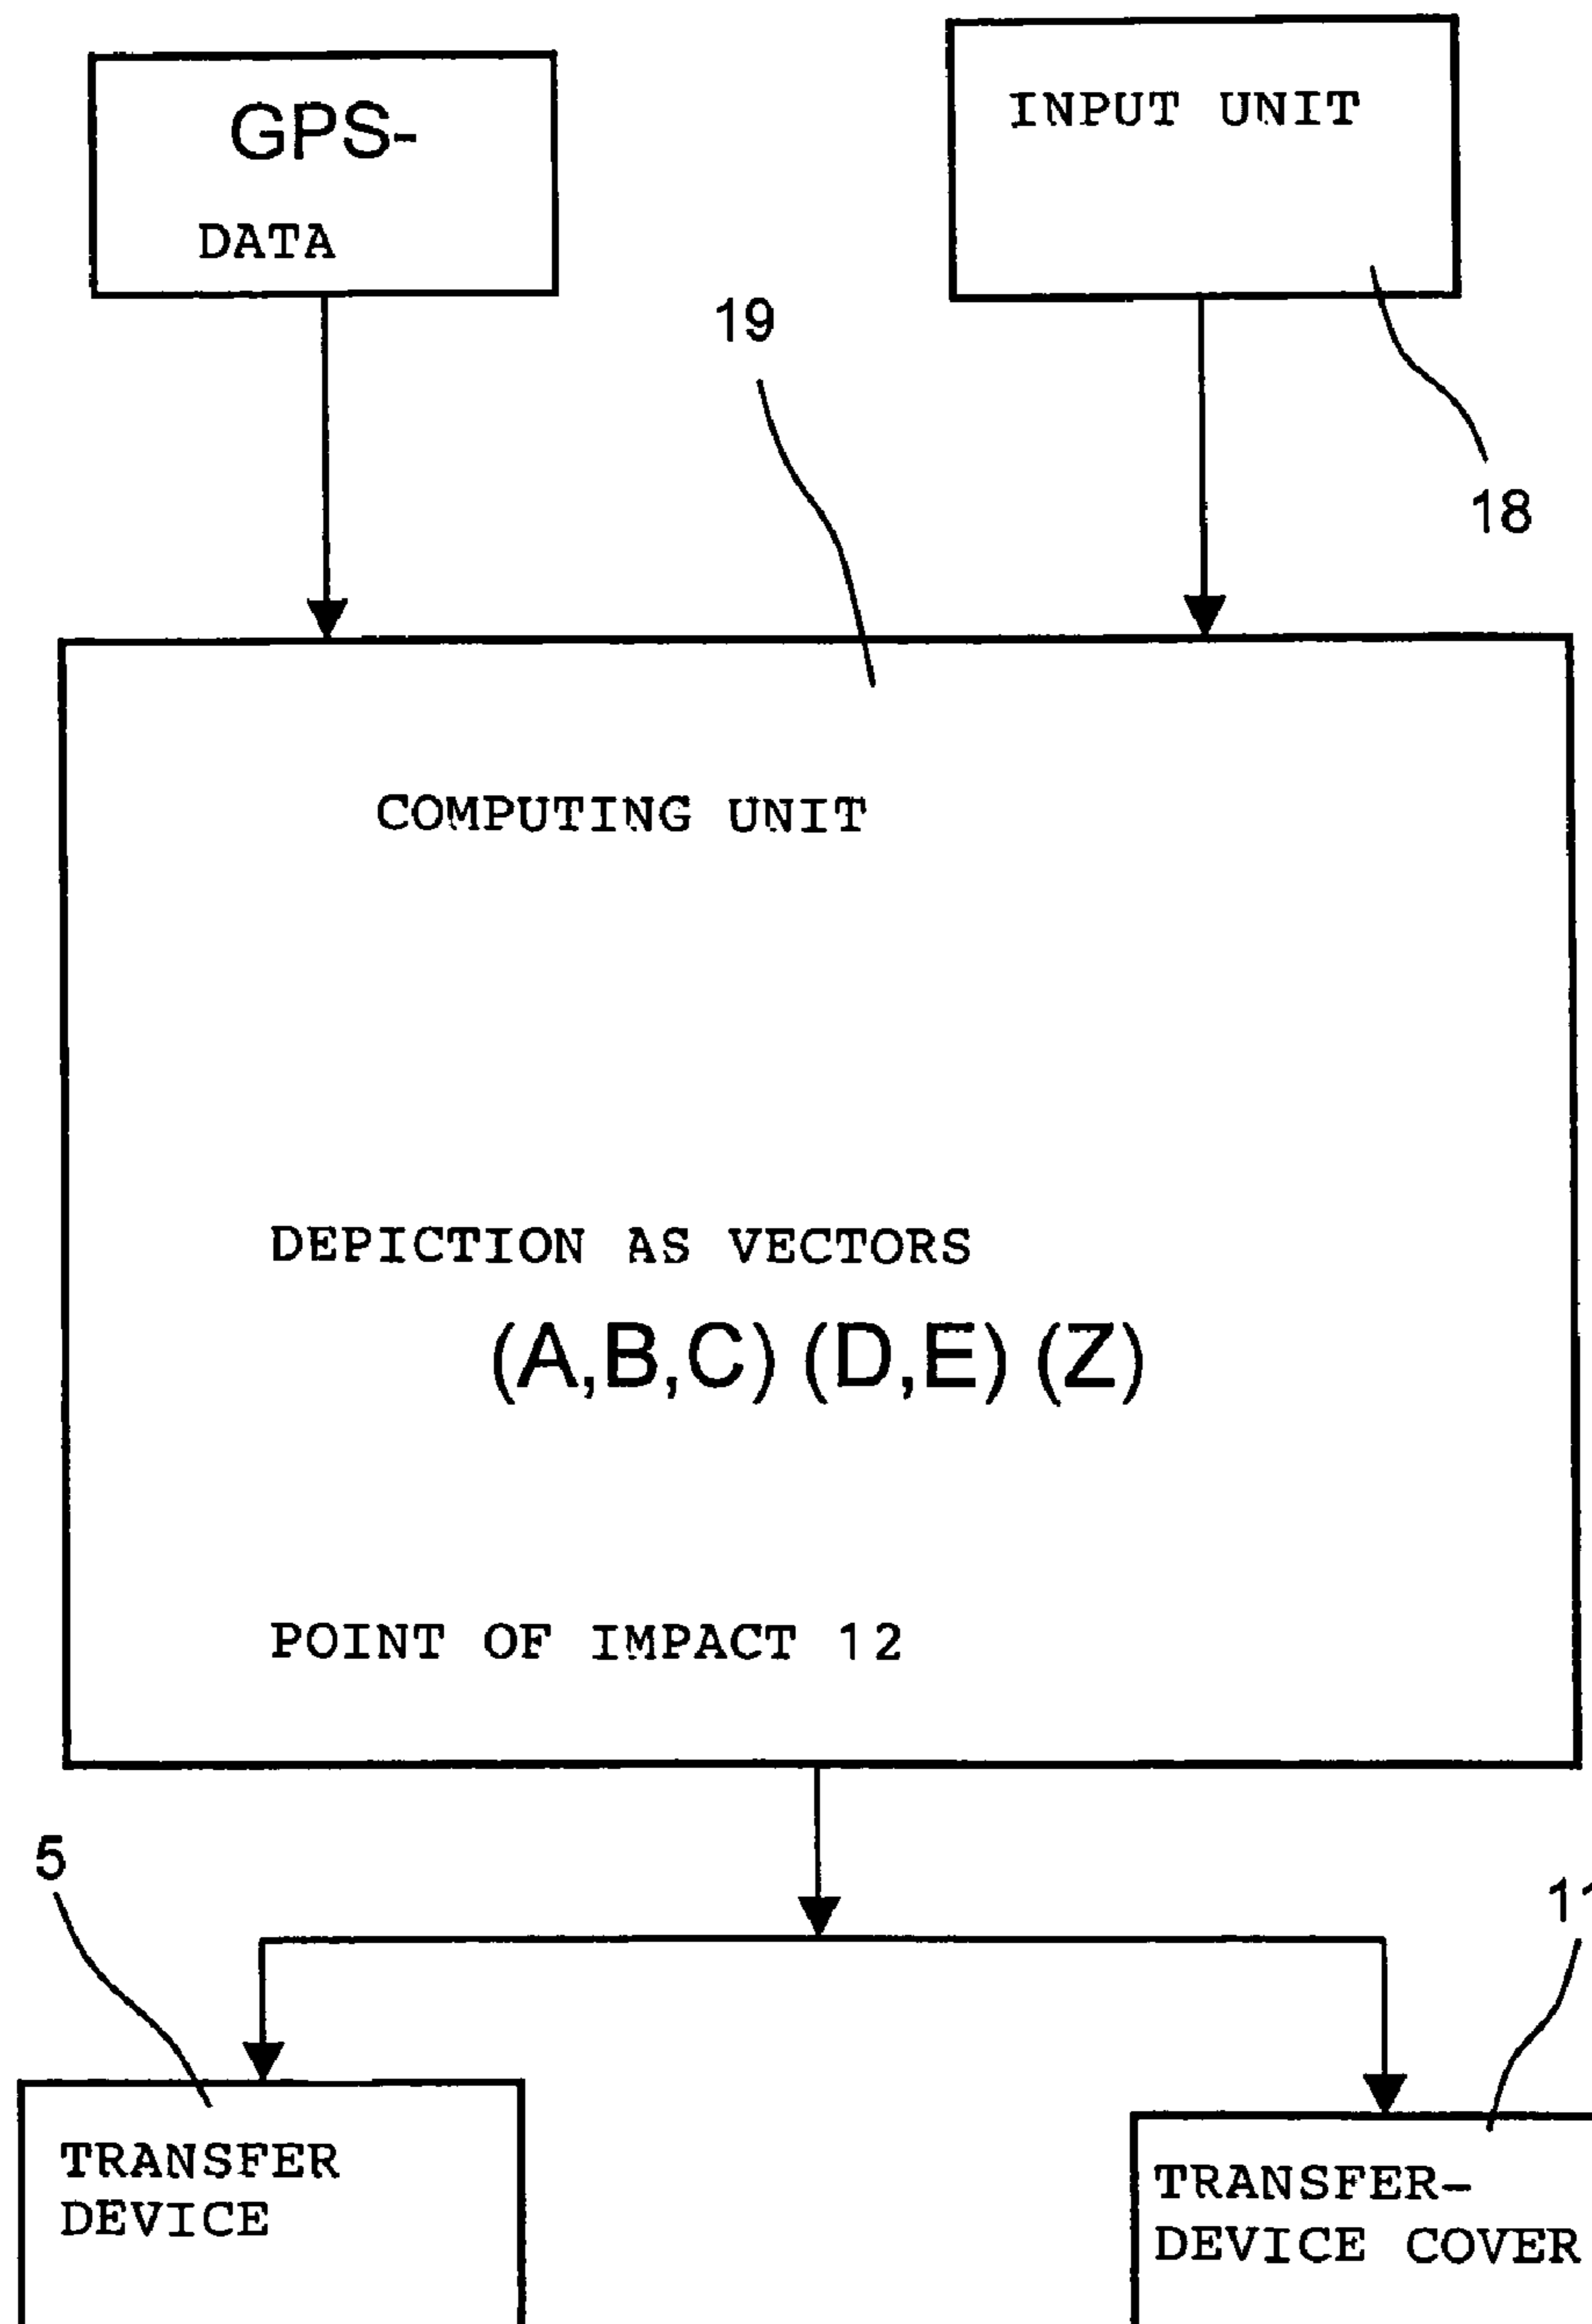 GPS-
DATA
INPUT UNIT
19
18
COMPUTING UNIT
DEPICTION AS VECTORS
(A,B,C) (D,E) (Z)
POINT OF IMPACT 12
5
11
TRANSFER
DEVICE
TRANSFER-
DEVICE COVER